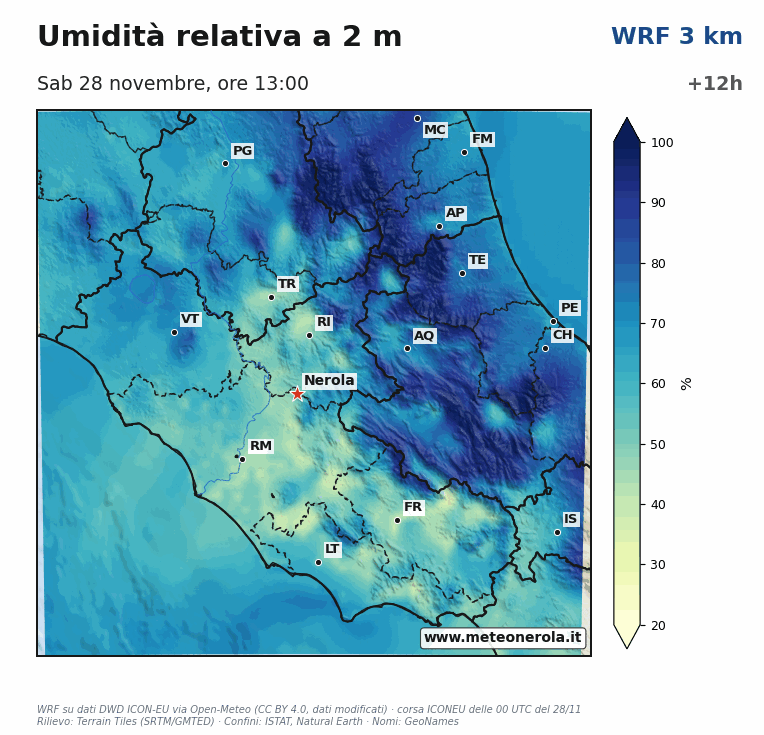 Umidità relativa a 2 m
WRF 3 km
Sab 28 novembre, ore 13:00
+12h
MC
FM
PG
AP
TE
TR
PE
VT
RI
AQ
CH
Nerola
RM
FR
IS
LT
www.meteonerola.it
100
90
80
70
60
50
40
30
20
%
WRF su dati DWD ICON-EU via Open-Meteo (CC BY 4.0, dati modificati) · corsa ICONEU delle 00 UTC del 28/11
Rilievo: Terrain Tiles (SRTM/GMTED) · Confini: ISTAT, Natural Earth · Nomi: GeoNames